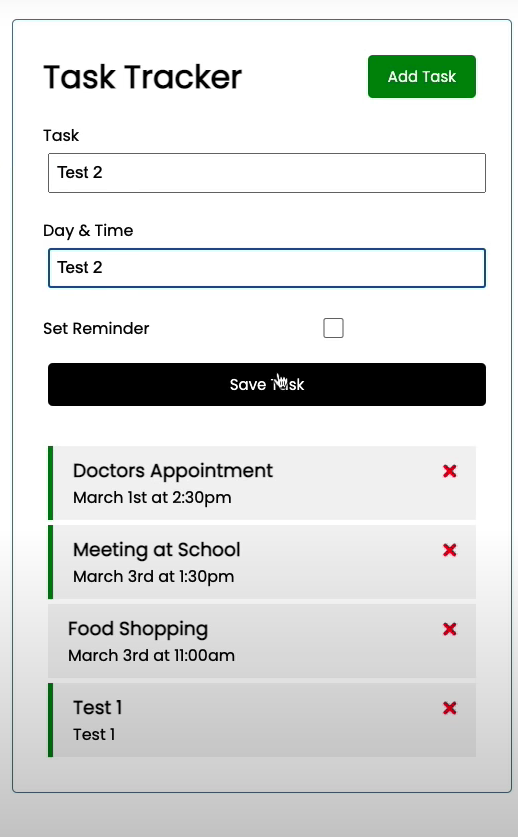 Task Tracker
Add Task
Task
Test 2
Day & Time
Test 2
Set Reminder
Save Task
Doctors Appointment
March 1st at 2:30pm
Meeting at School
March 3rd at 1:30pm
Food Shopping
March 3rd at 11:00am
Test 1
Test 1